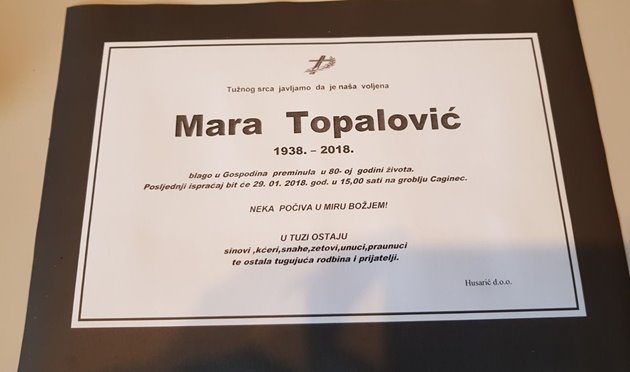 Tužnog srca javljamo da je naša voljena
Mara Topalović
1938. – 2018.
blago u Gospodina preminula u 80- oj godini života.
Posljednji ispraćaj bit će 29. 01. 2018. god. u 15,00 sati na groblju Caginec.
NEKA POČIVA U MIRU BOŽJEM!
U TUZI OSTAJU
sinovi ,kćeri,snahe,zetovi,unuci,praunuci
te ostala tugujuća rodbina i prijatelji.
Husarić d.o.o.